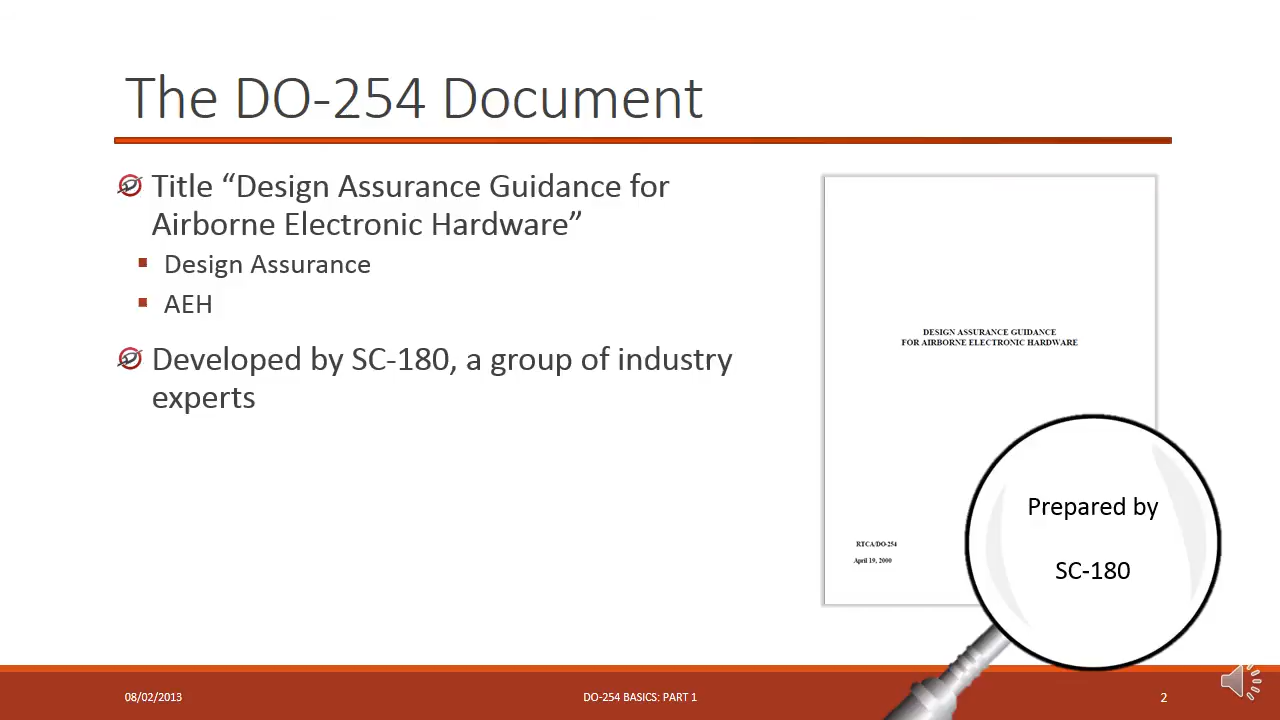 The DO-254 Document
Title “Design Assurance Guidance for
Airborne Electronic Hardware”
Design Assurance
AEH
Developed by SC-180, a group of industry
experts
DESIGN ASSURANCE GUIDANCE
FOR AIRBORNE ELECTRONIC HARDWARE
RTCA/DO-254
April 19, 2000
Prepared by
SC-180
08/02/2013
DO-254 BASICS: PART 1
2